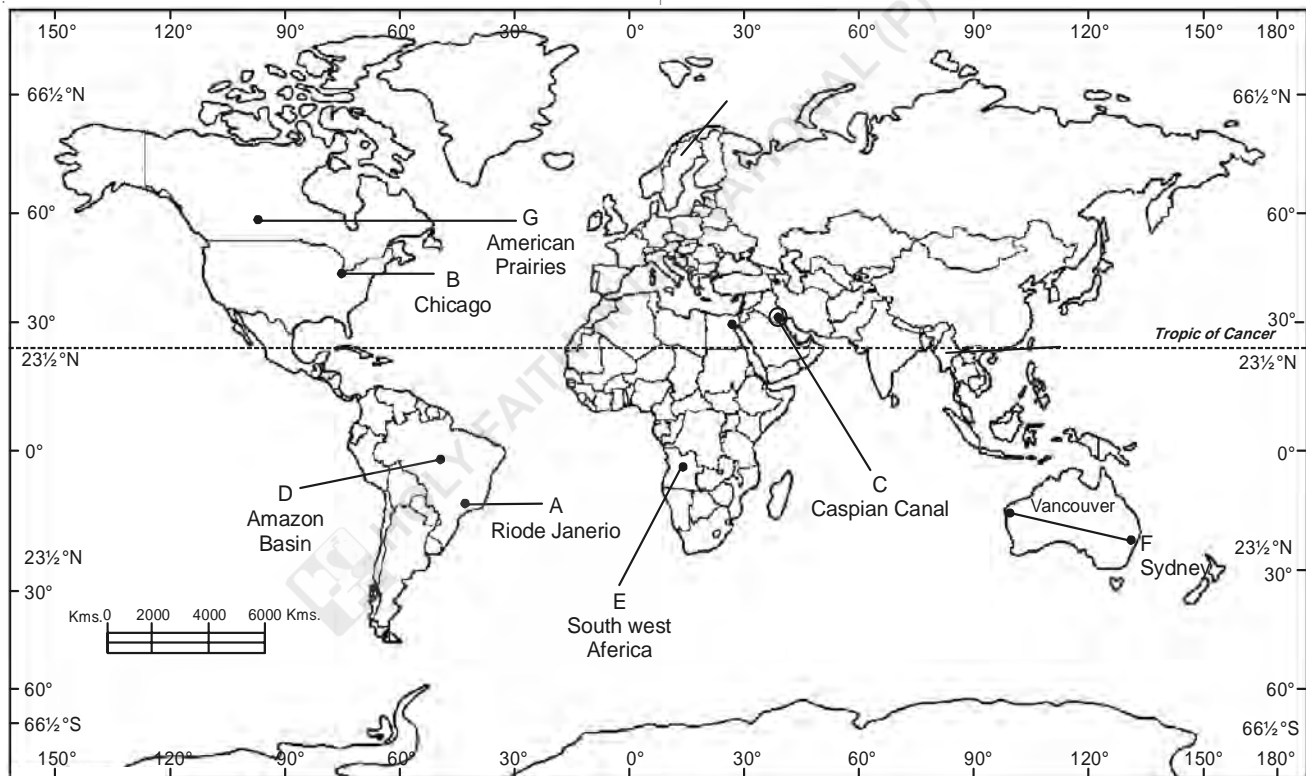 150° 120° 90° 60° 30° 0° 30° 60° 90° 120° 150° 180°
66½°N 66½°N
60° 60°
G
American
Prairies
B
Chicago
30° 30°
Tropic of Cancer
23½°N 23½°N
0° 0°
D
Amazon
Basin
A
Riode Janerio
C
Caspian Canal
Vancouver
F
Sydney
23½°N 23½°N
30° 30°
E
South west
Aferica
Kms. 0 2000 4000 6000 Kms.
60° 60°
66½°S 66½°S
150° 120° 90° 60° 30° 0° 30° 60° 90° 120° 150° 180°
HOLY FAITH INTERNATIONAL (P)